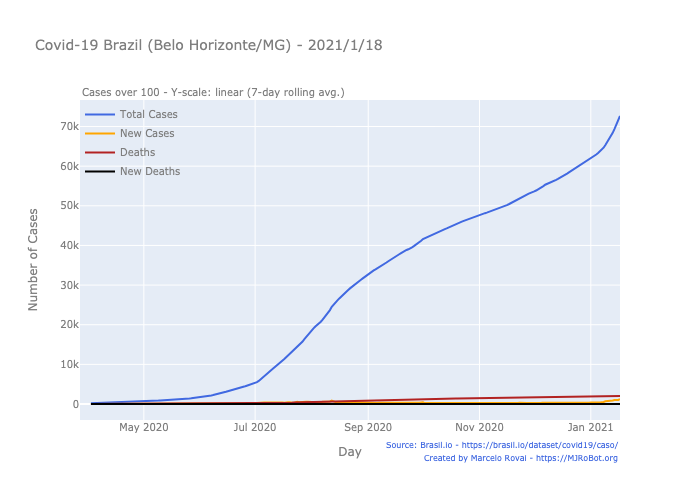 Covid-19 Brazil (Belo Horizonte/MG) - 2021/1/18
Cases over 100 - Y-scale: linear (7-day rolling avg.)
Total Cases
New Cases
Deaths
New Deaths
Number of Cases
70k
60k
50k
40k
30k
20k
10k
0
May 2020
Jul 2020
Sep 2020
Nov 2020
Jan 2021
Day
Source: Brasil.io - https://brasil.io/dataset/covid19/caso/
Created by Marcelo Rovai - https://MJRoBot.org